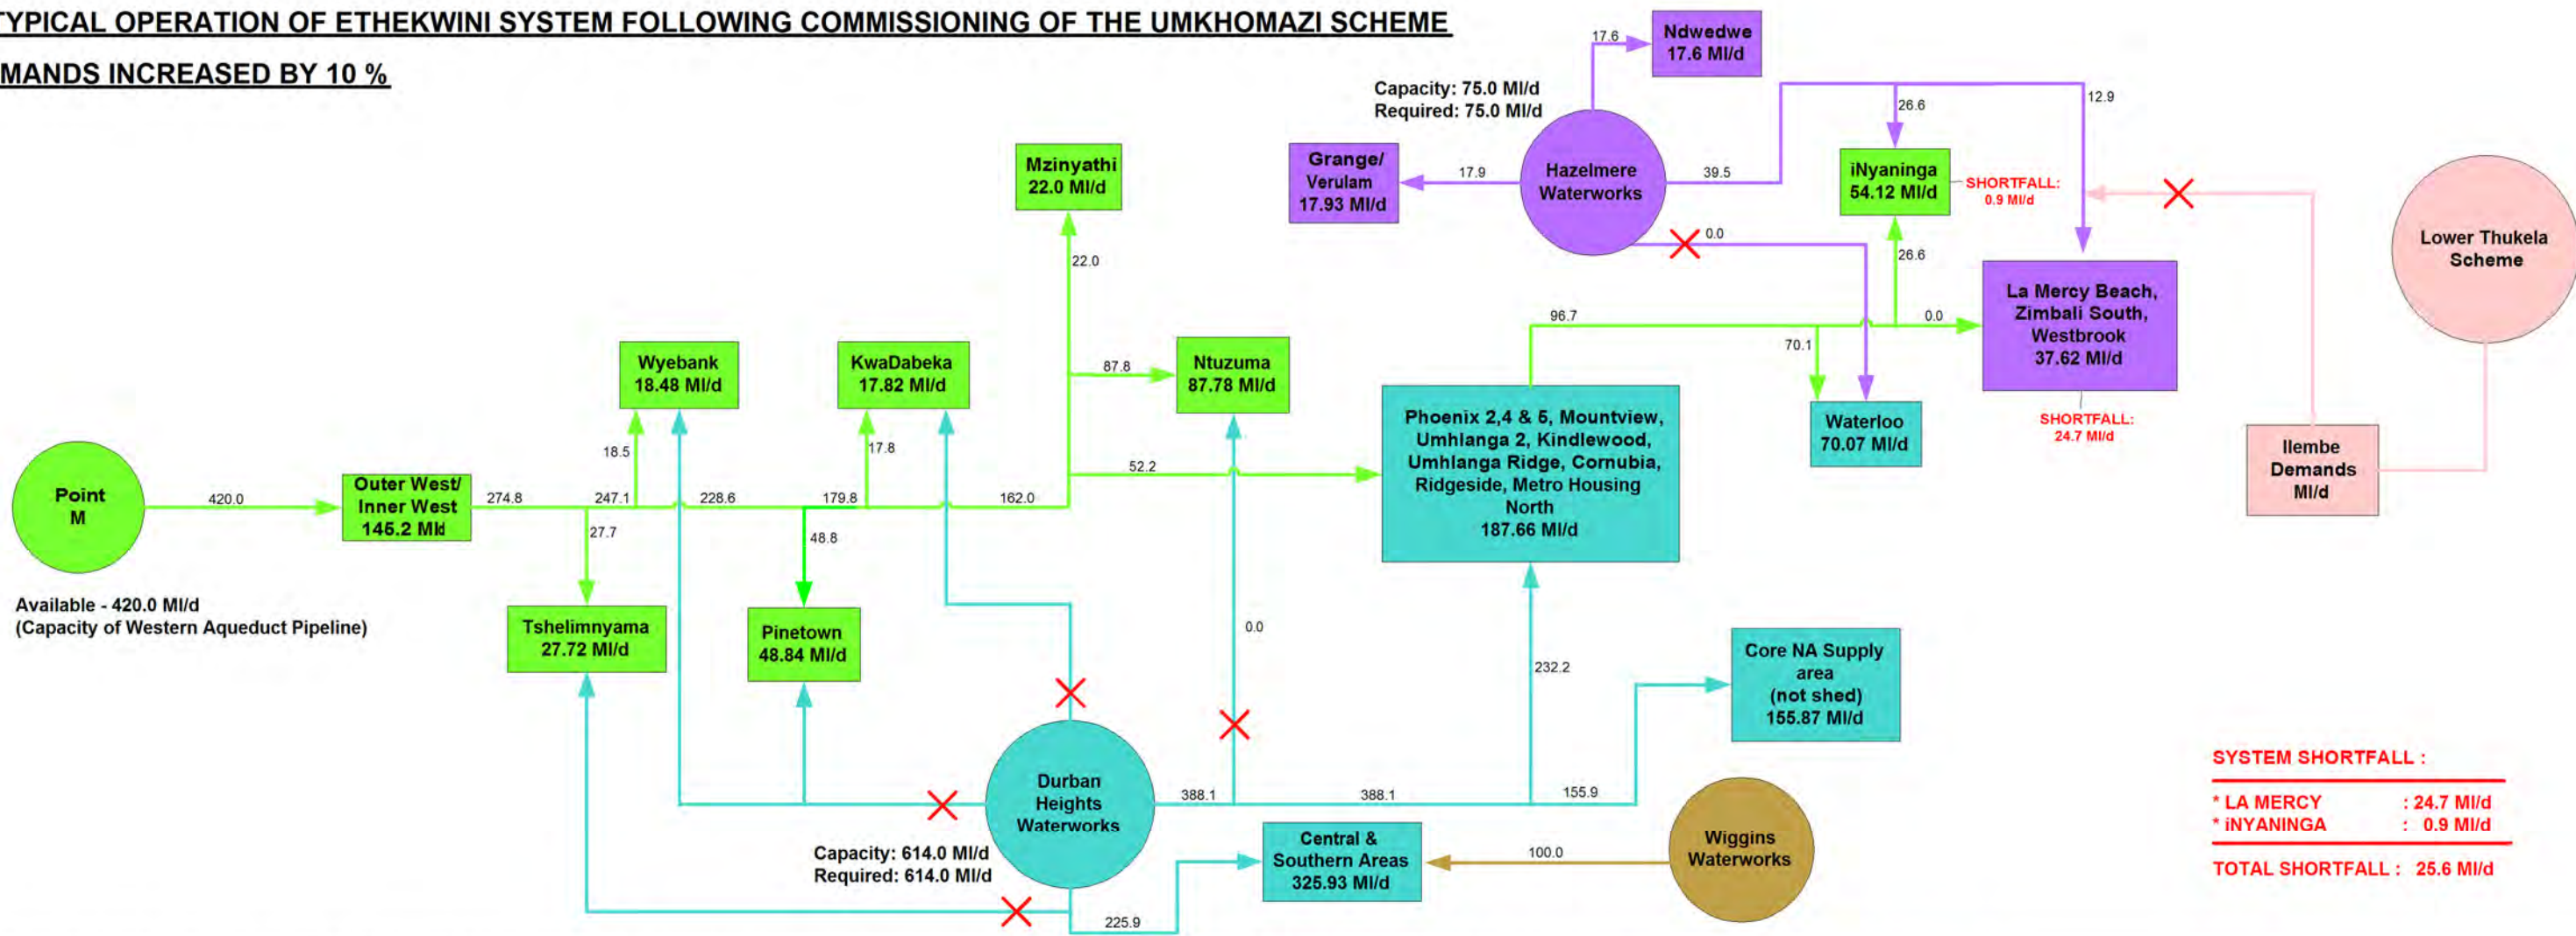 TYPICAL OPERATION OF ETHEKWINI SYSTEM FOLLOWING COMMISSIONING OF THE UMKHOMAZI SCHEME
MANDS INCREASED BY 10 %
Ndwedwe
17.6 Ml/d
17.6
Capacity: 75.0 Ml/d
Required: 75.0 Ml/d
Hazelmere
Waterworks
Grange/
Verulam
17.93 Ml/d
17.9
39.5
26.6
12.9
0.0
iNyaninga
54.12 Ml/d
SHORTFALL:
0.9 Ml/d
Lower Thukela
Scheme
Mzinyathi
22.0 Ml/d
22.0
26.6
La Mercy Beach,
Zimbali South,
Westbrook
37.62 Ml/d
SHORTFALL:
24.7 Ml/d
96.7
70.1
0.0
Waterloo
70.07 Ml/d
Ilembe
Demands
Ml/d
Wyebank
18.48 Ml/d
KwaDabeka
17.82 Ml/d
87.8
Ntuzuma
87.78 Ml/d
Phoenix 2,4 & 5, Mountview,
Umhlanga 2, Kindlewood,
Umhlanga Ridge, Cornubia,
Ridgeside, Metro Housing
North
187.66 Ml/d
18.5
17.8
52.2
Point
M
420.0
Outer West/
Inner West
145.2 Mld
274.8
247.1
228.6
179.8
162.0
27.7
48.8
Available - 420.0 Ml/d
(Capacity of Western Aqueduct Pipeline)
Tshelimnyama
27.72 Ml/d
Pinetown
48.84 Ml/d
0.0
232.2
Core NA Supply
area
(not shed)
155.87 Ml/d
Durban
Heights
Waterworks
388.1
388.1
155.9
Capacity: 614.0 Ml/d
Required: 614.0 Ml/d
Central &
Southern Areas
325.93 Ml/d
100.0
Wiggins
Waterworks
225.9
SYSTEM SHORTFALL :
* LA MERCY : 24.7 Ml/d
* iNYANINGA : 0.9 Ml/d
TOTAL SHORTFALL : 25.6 Ml/d